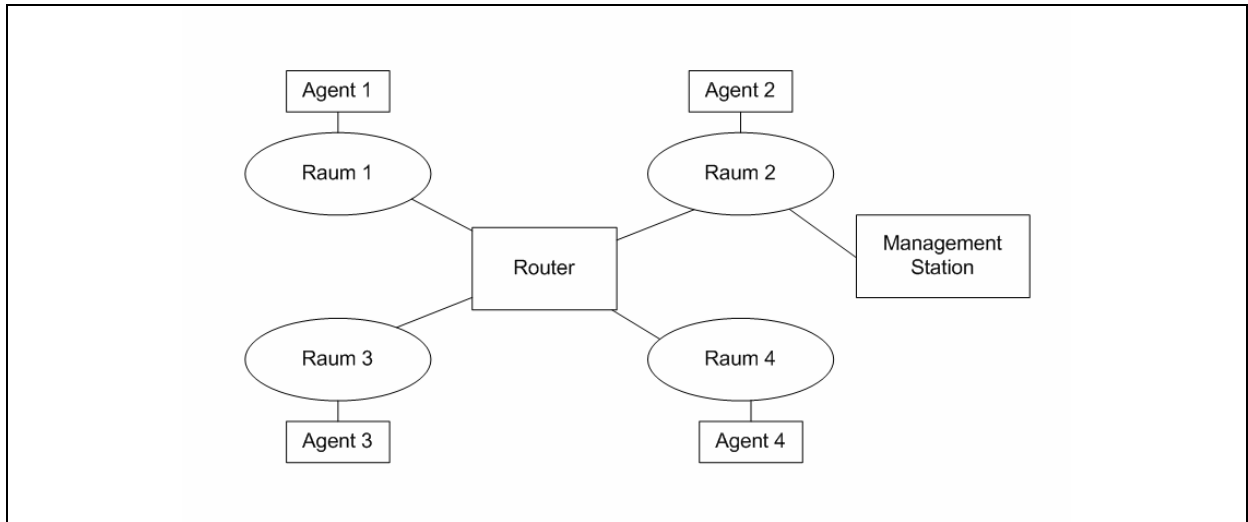 Agent 1
Agent 2
Raum 1
Raum 2
Management
Station
Router
Raum 3
Raum 4
Agent 3
Agent 4